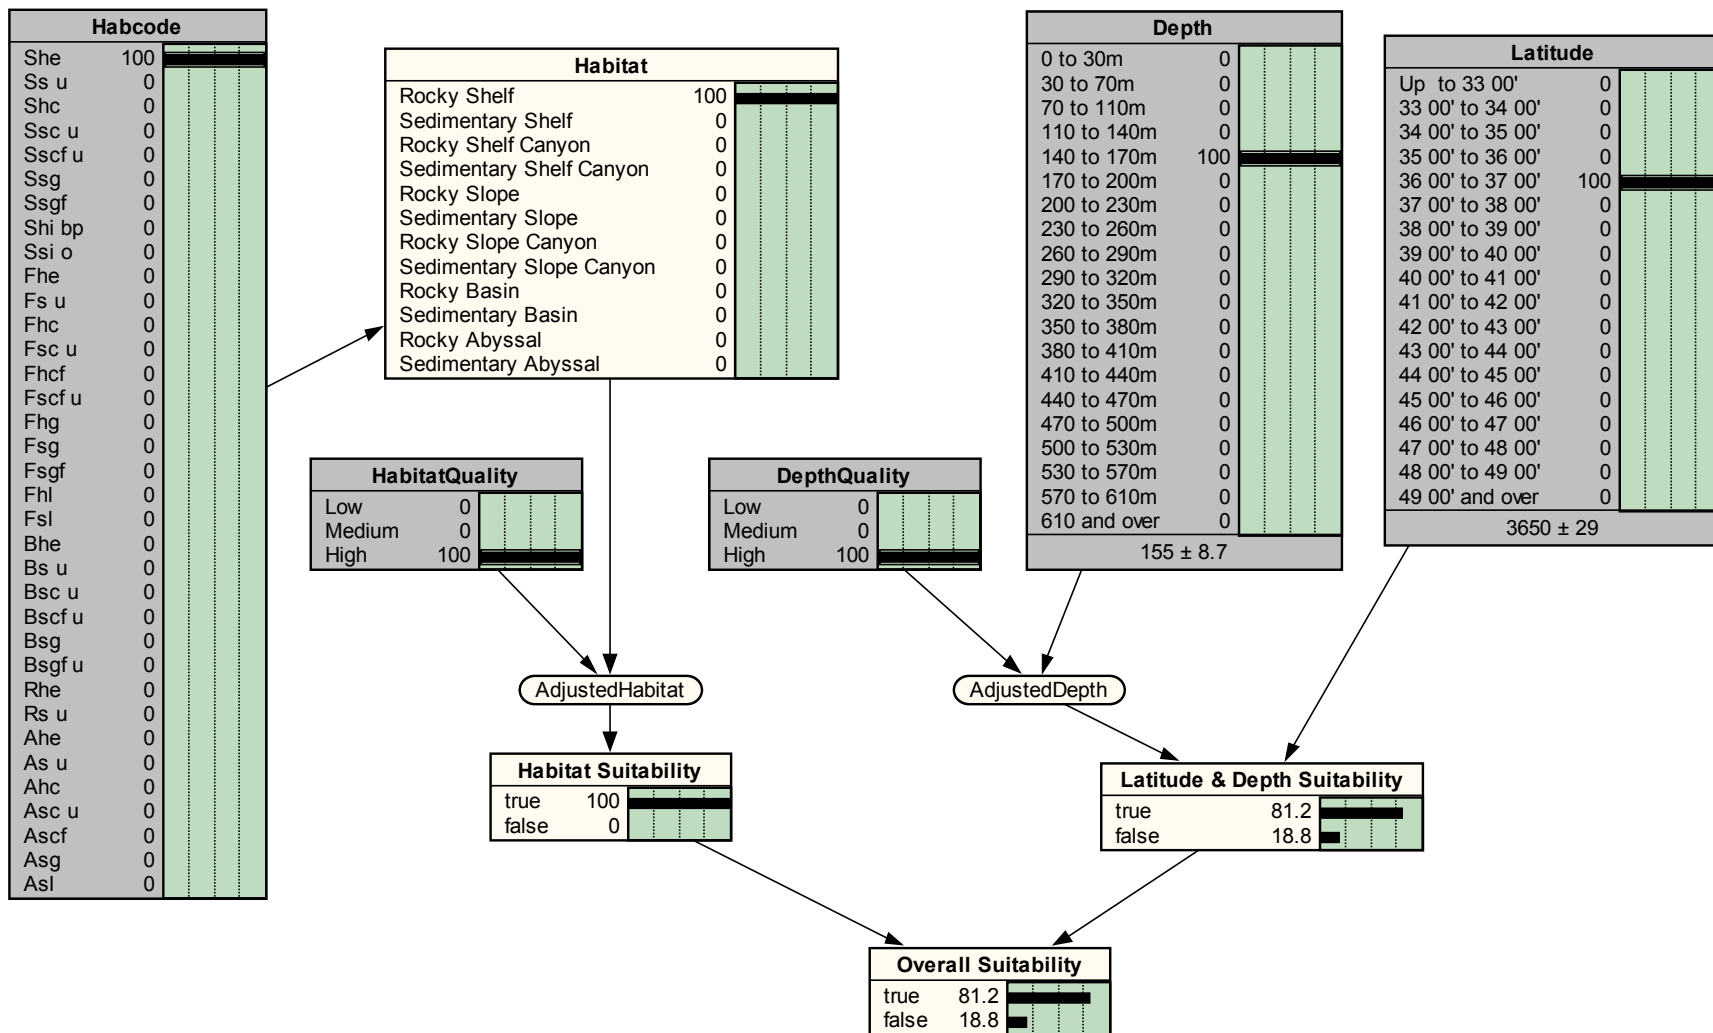 Habcode
She 100
Ss u 0
Shc 0
Ssc u 0
Sscf u 0
Ssg 0
Ssgf 0
Shi bp 0
Ssi o 0
Fhe 0
Fs u 0
Fhc 0
Fsc u 0
Fhcf 0
Fscf u 0
Fhg 0
Fsg 0
Fsgf 0
Fhl 0
Fsl 0
Bhe 0
Bs u 0
Bsc u 0
Bscf u 0
Bsg 0
Bsgf u 0
Rhe 0
Rs u 0
Ahe 0
As u 0
Ahc 0
Asc u 0
Ascf 0
Asg 0
Asl 0
Habitat
Rocky Shelf 100
Sedimentary Shelf 0
Rocky Shelf Canyon 0
Sedimentary Shelf Canyon 0
Rocky Slope 0
Sedimentary Slope 0
Rocky Slope Canyon 0
Sedimentary Slope Canyon 0
Rocky Basin 0
Sedimentary Basin 0
Rocky Abyssal 0
Sedimentary Abyssal 0
Depth
0 to 30m 0
30 to 70m 0
70 to 110m 0
110 to 140m 0
140 to 170m 100
170 to 200m 0
200 to 230m 0
230 to 260m 0
260 to 290m 0
290 to 320m 0
320 to 350m 0
350 to 380m 0
380 to 410m 0
410 to 440m 0
440 to 470m 0
470 to 500m 0
500 to 530m 0
530 to 570m 0
570 to 610m 0
610 and over 0
155 ± 8.7
Latitude
Up to 33 00' 0
33 00' to 34 00' 0
34 00' to 35 00' 0
35 00' to 36 00' 0
36 00' to 37 00' 100
37 00' to 38 00' 0
38 00' to 39 00' 0
39 00' to 40 00' 0
40 00' to 41 00' 0
41 00' to 42 00' 0
42 00' to 43 00' 0
43 00' to 44 00' 0
44 00' to 45 00' 0
45 00' to 46 00' 0
46 00' to 47 00' 0
47 00' to 48 00' 0
48 00' to 49 00' 0
49 00' and over 0
3650 ± 29
HabitatQuality
Low 0
Medium 0
High 100
DepthQuality
Low 0
Medium 0
High 100
AdjustedHabitat
AdjustedDepth
Habitat Suitability
true 100
false 0
Latitude & Depth Suitability
true 81.2
false 18.8
Overall Suitability
true 81.2
false 18.8